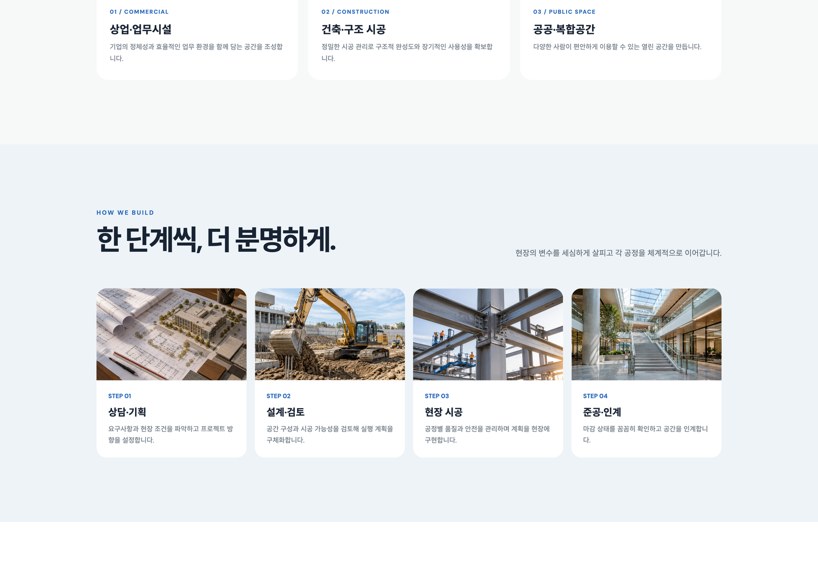 01 / COMMERCIAL
상업·업무시설
기업의 정체성과 효율적인 업무 환경을 함께 담는 공간을 조성합
니다.
02 / CONSTRUCTION
건축·구조 시공
정밀한 시공 관리로 구조적 완성도와 장기적인 사용성을 확보합
니다.
03 / PUBLIC SPACE
공공·복합공간
다양한 사람이 편안하게 이용할 수 있는 열린 공간을 만듭니다.
HOW WE BUILD
한 단계씩, 더 분명하게.
현장의 변수를 세심하게 살피고 각 공정을 체계적으로 이어갑니다.
STEP 01
상담·기획
요구사항과 현장 조건을 파악하고 프로젝트 방
향을 설정합니다.
STEP 02
설계·검토
공간 구성과 시공 가능성을 검토해 실행 계획을
구체화합니다.
STEP 03
현장 시공
공정별 품질과 안전을 관리하며 계획을 현장에
구현합니다.
STEP 04
준공·인계
마감 상태를 꼼꼼히 확인하고 공간을 인계합니
다.